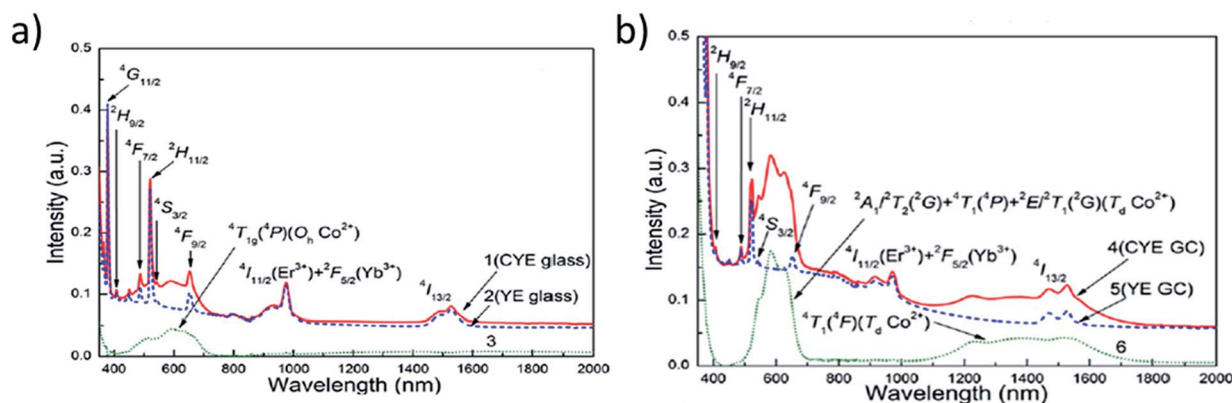 a)
Intensity (a.u.)
0.5
0.4
0.3
0.2
0.1
0.0
⁴G₁₁/₂
²H₉/₂
⁴F₇/₂
²H₁₁/₂
⁴S₃/₂
⁴F₉/₂
⁴T₁g(⁴P)(Oₕ Co²⁺)
⁴I₁₁/₂(Er³⁺)+²F₅/₂(Yb³⁺)
⁴I₁₃/₂
1(CYE glass)
2(YE glass)
3
400 600 800 1000 1200 1400 1600 1800 2000
Wavelength (nm)
b)
Intensity (a.u.)
0.5
0.4
0.3
0.2
0.1
0.0
²H₉/₂
⁴F₇/₂
²H₁₁/₂
⁴F₉/₂
⁴S₃/₂
²A₁/²T₂(²G)+⁴T₁(⁴P)+²E/²T₁(²G)(T_d Co²⁺)
⁴I₁₁/₂(Er³⁺)+²F₅/₂(Yb³⁺)
⁴I₁₃/₂
4(CYE GC)
5(YE GC)
⁴T₁(⁴F)(T_d Co²⁺)
6
400 600 800 1000 1200 1400 1600 1800 2000
Wavelength (nm)